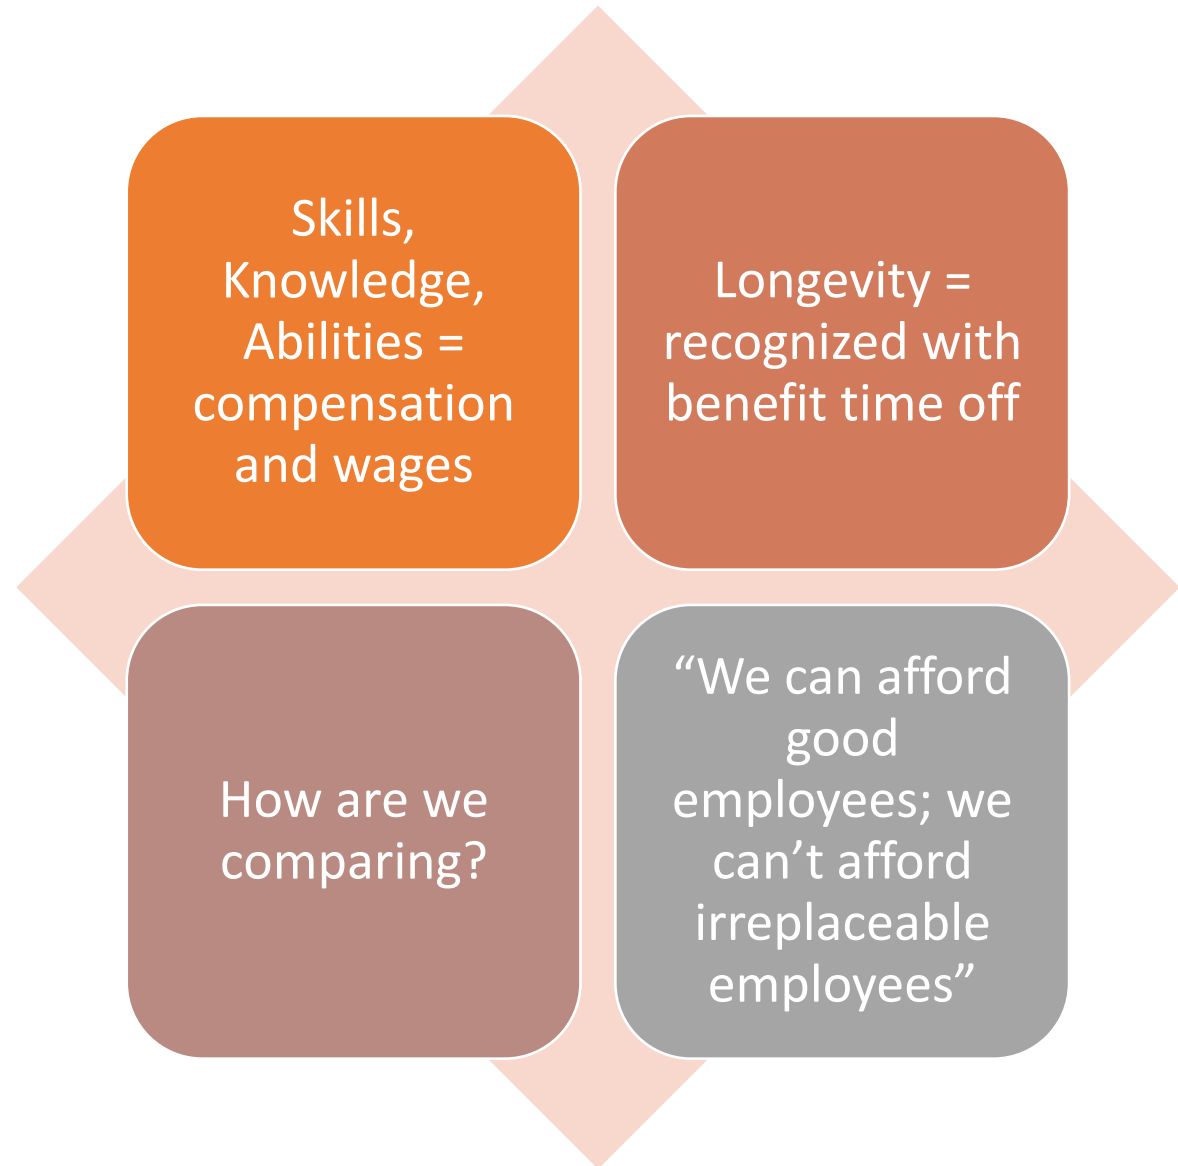 Skills,
Knowledge,
Abilities =
compensation
and wages
Longevity =
recognized with
benefit time off
How are we
comparing?
“We can afford
good
employees; we
can’t afford
irreplaceable
employees”